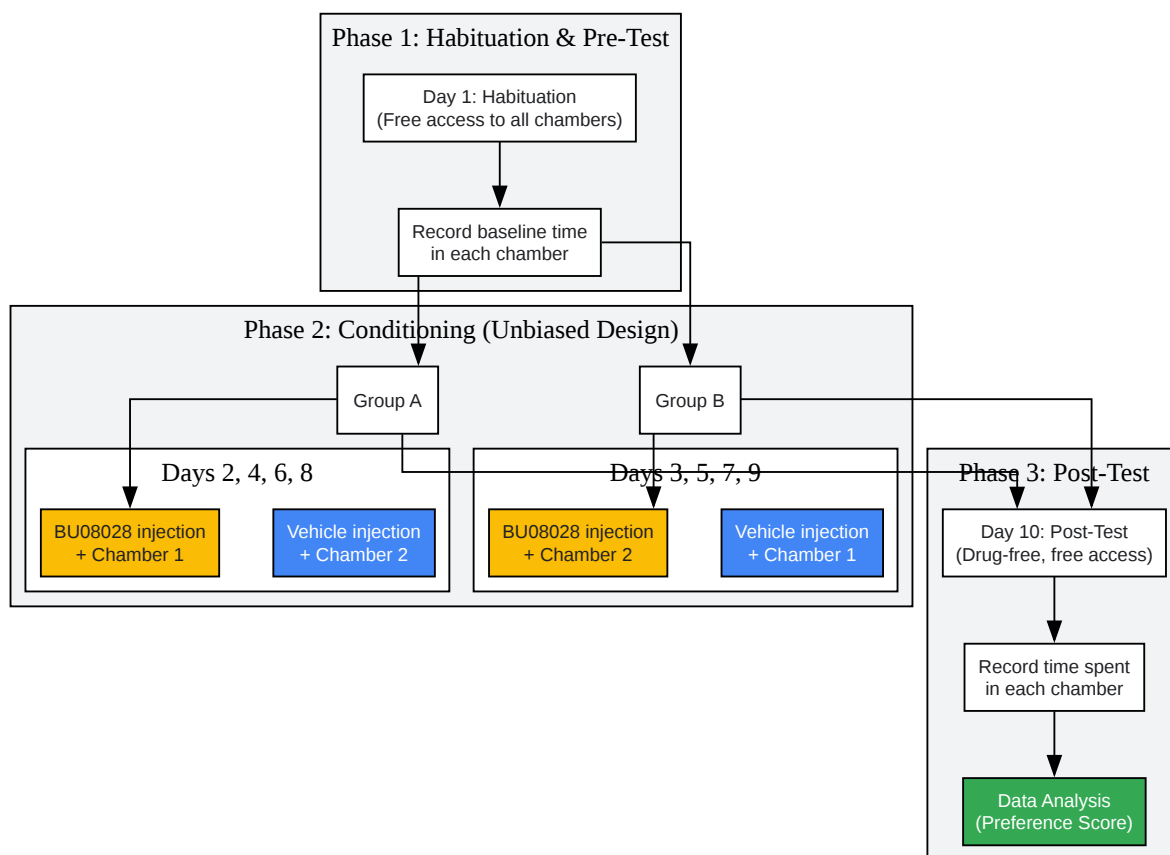 Phase 1: Habituation & Pre-Test
Day 1: Habituation
(Free access to all chambers)
Record baseline time
in each chamber
Phase 2: Conditioning (Unbiased Design)
Group A
Group B
Days 2, 4, 6, 8
BU08028 injection
+ Chamber 1
Vehicle injection
+ Chamber 2
Days 3, 5, 7, 9
BU08028 injection
+ Chamber 2
Vehicle injection
+ Chamber 1
Phase 3: Post-Test
Day 10: Post-Test
(Drug-free, free access)
Record time spent
in each chamber
Data Analysis
(Preference Score)